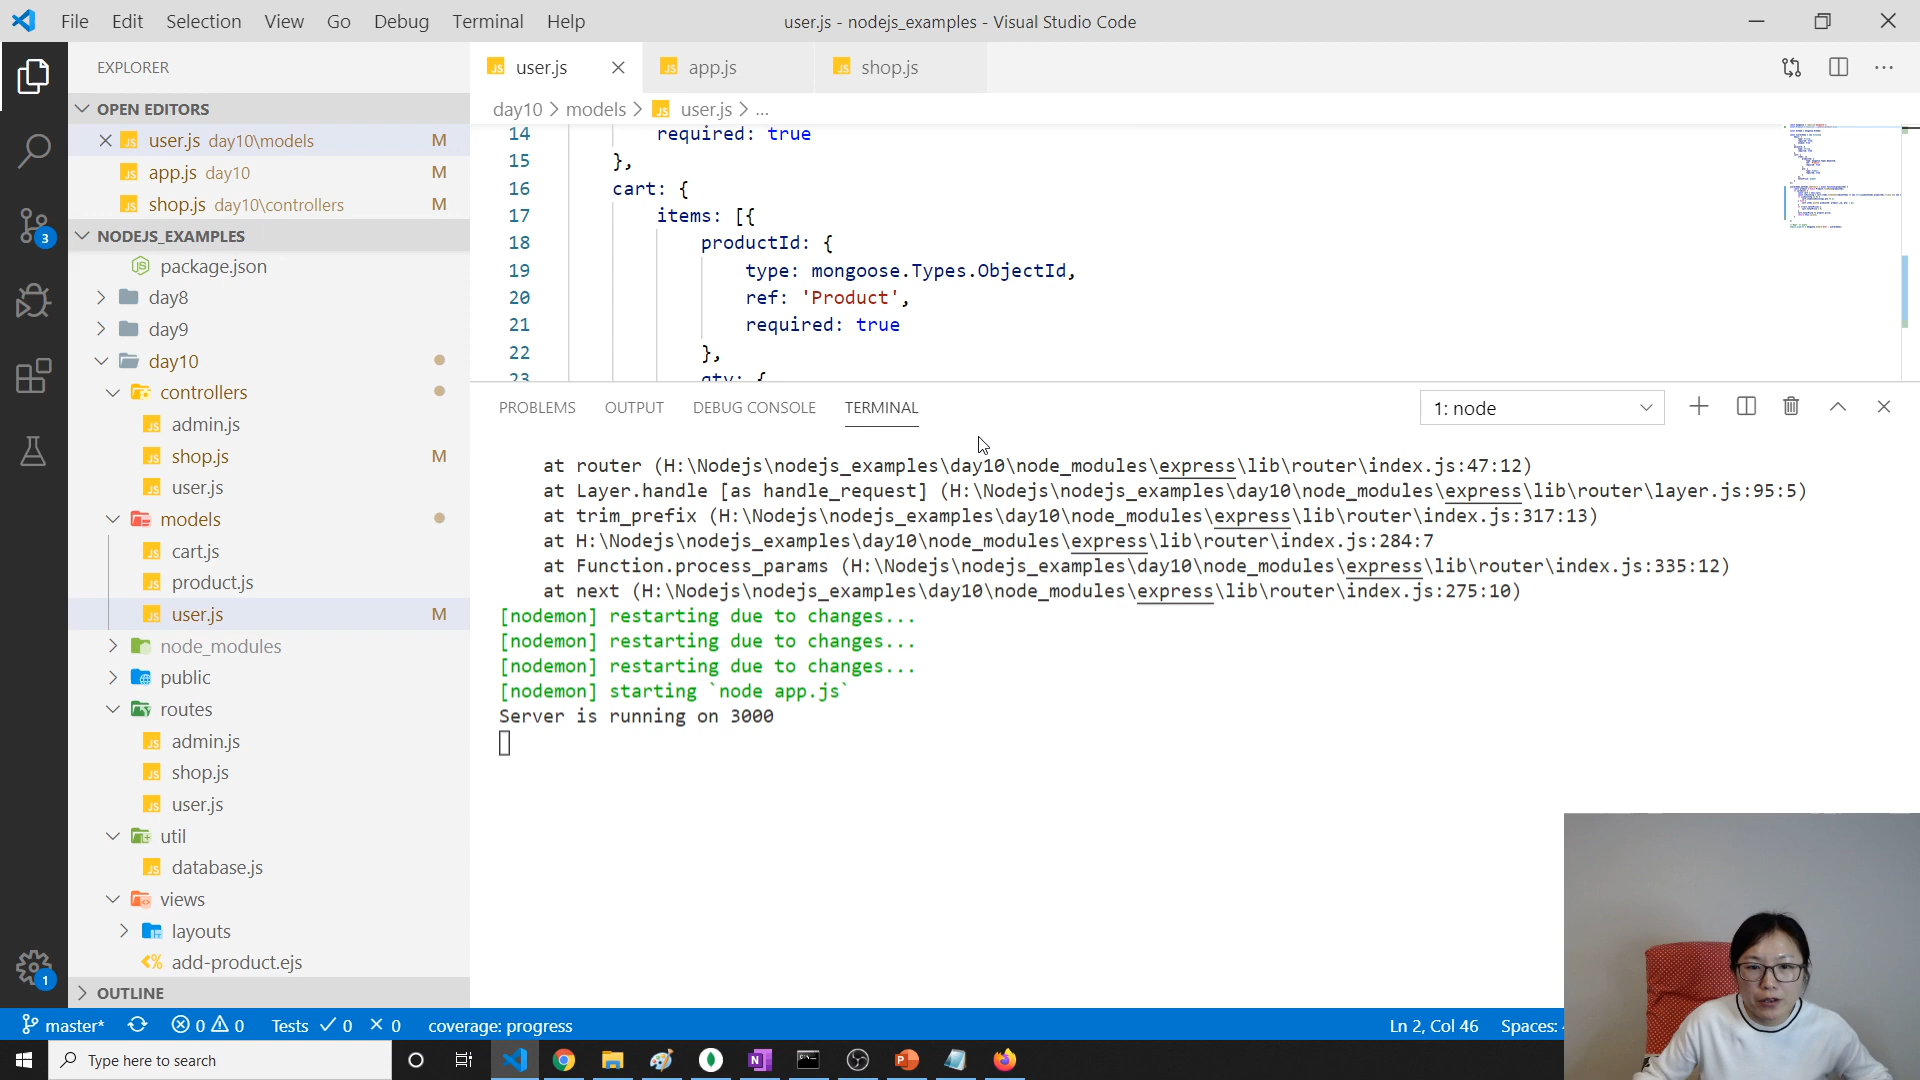 File Edit Selection View Go Debug Terminal Help
user.js - nodejs_examples - Visual Studio Code
EXPLORER
OPEN EDITORS
user.js day10\models M
app.js day10 M
shop.js day10\controllers M
NODEJS_EXAMPLES
package.json
day8
day9
day10
controllers
admin.js
shop.js M
user.js
models
cart.js
product.js
user.js M
node_modules
public
routes
admin.js
shop.js
user.js
util
database.js
views
layouts
add-product.ejs
OUTLINE
3
1
user.js
app.js
shop.js
day10 > models > user.js > ...
14 required: true
15 },
16 cart: {
17 items: [{
18 productId: {
19 type: mongoose.Types.ObjectId,
20 ref: 'Product',
21 required: true
22 },
23 qty: {
PROBLEMS OUTPUT DEBUG CONSOLE TERMINAL
1: node
at router (H:\Nodejs\nodejs_examples\day10\node_modules\express\lib\router\index.js:47:12)
at Layer.handle [as handle_request] (H:\Nodejs\nodejs_examples\day10\node_modules\express\lib\router\layer.js:95:5)
at trim_prefix (H:\Nodejs\nodejs_examples\day10\node_modules\express\lib\router\index.js:317:13)
at H:\Nodejs\nodejs_examples\day10\node_modules\express\lib\router\index.js:284:7
at Function.process_params (H:\Nodejs\nodejs_examples\day10\node_modules\express\lib\router\index.js:335:12)
at next (H:\Nodejs\nodejs_examples\day10\node_modules\express\lib\router\index.js:275:10)
[nodemon] restarting due to changes...
[nodemon] restarting due to changes...
[nodemon] restarting due to changes...
[nodemon] starting `node app.js`
Server is running on 3000
master* 0 0 Tests 0 0 coverage: progress
Ln 2, Col 46 Spaces:
Type here to search